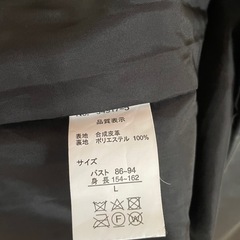 品質表示
表地 合成皮革
裏地 ポリエステル 100%
サイズ
バスト 86-94
身長 154-162
L